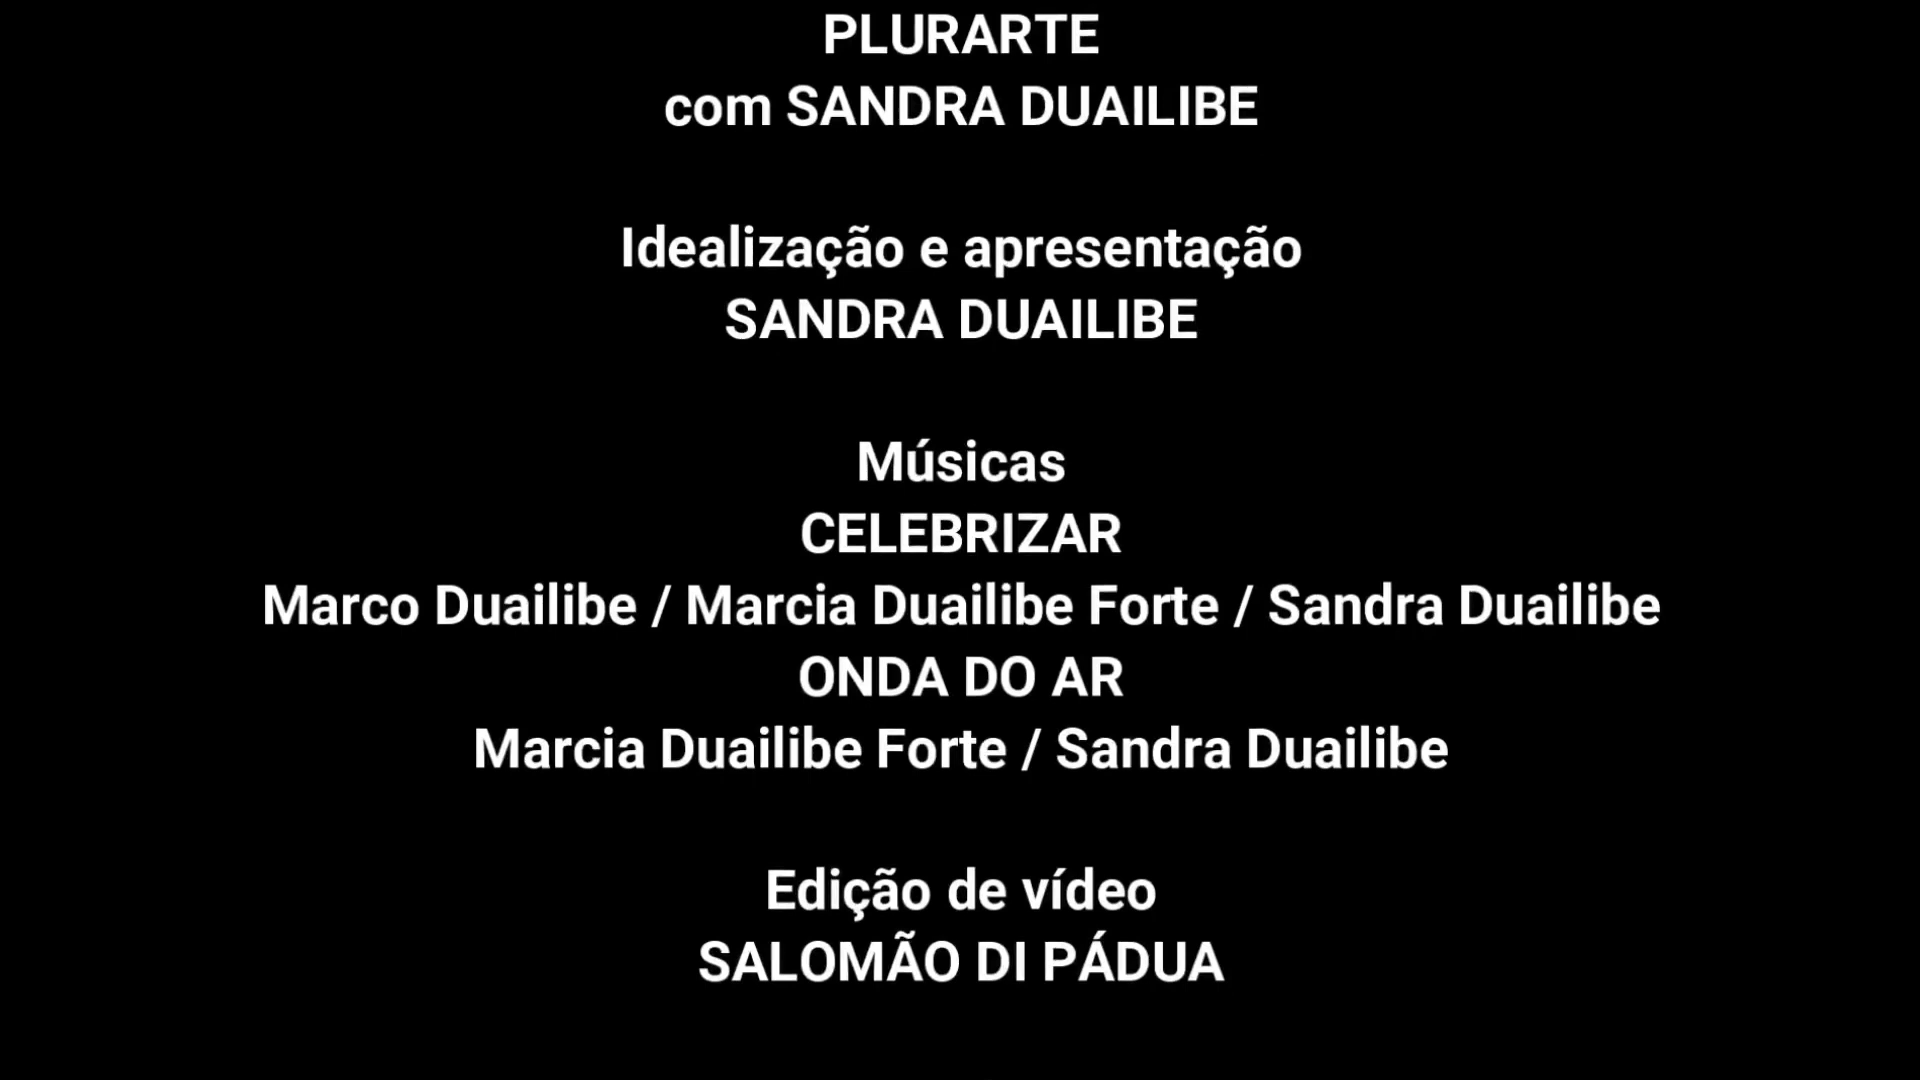 PLURARTE
com SANDRA DUAILIBE
Idealização e apresentação
SANDRA DUAILIBE
Músicas
CELEBRIZAR
Marco Duailibe / Marcia Duailibe Forte / Sandra Duailibe
ONDA DO AR
Marcia Duailibe Forte / Sandra Duailibe
Edição de vídeo
SALOMÃO DI PÁDUA